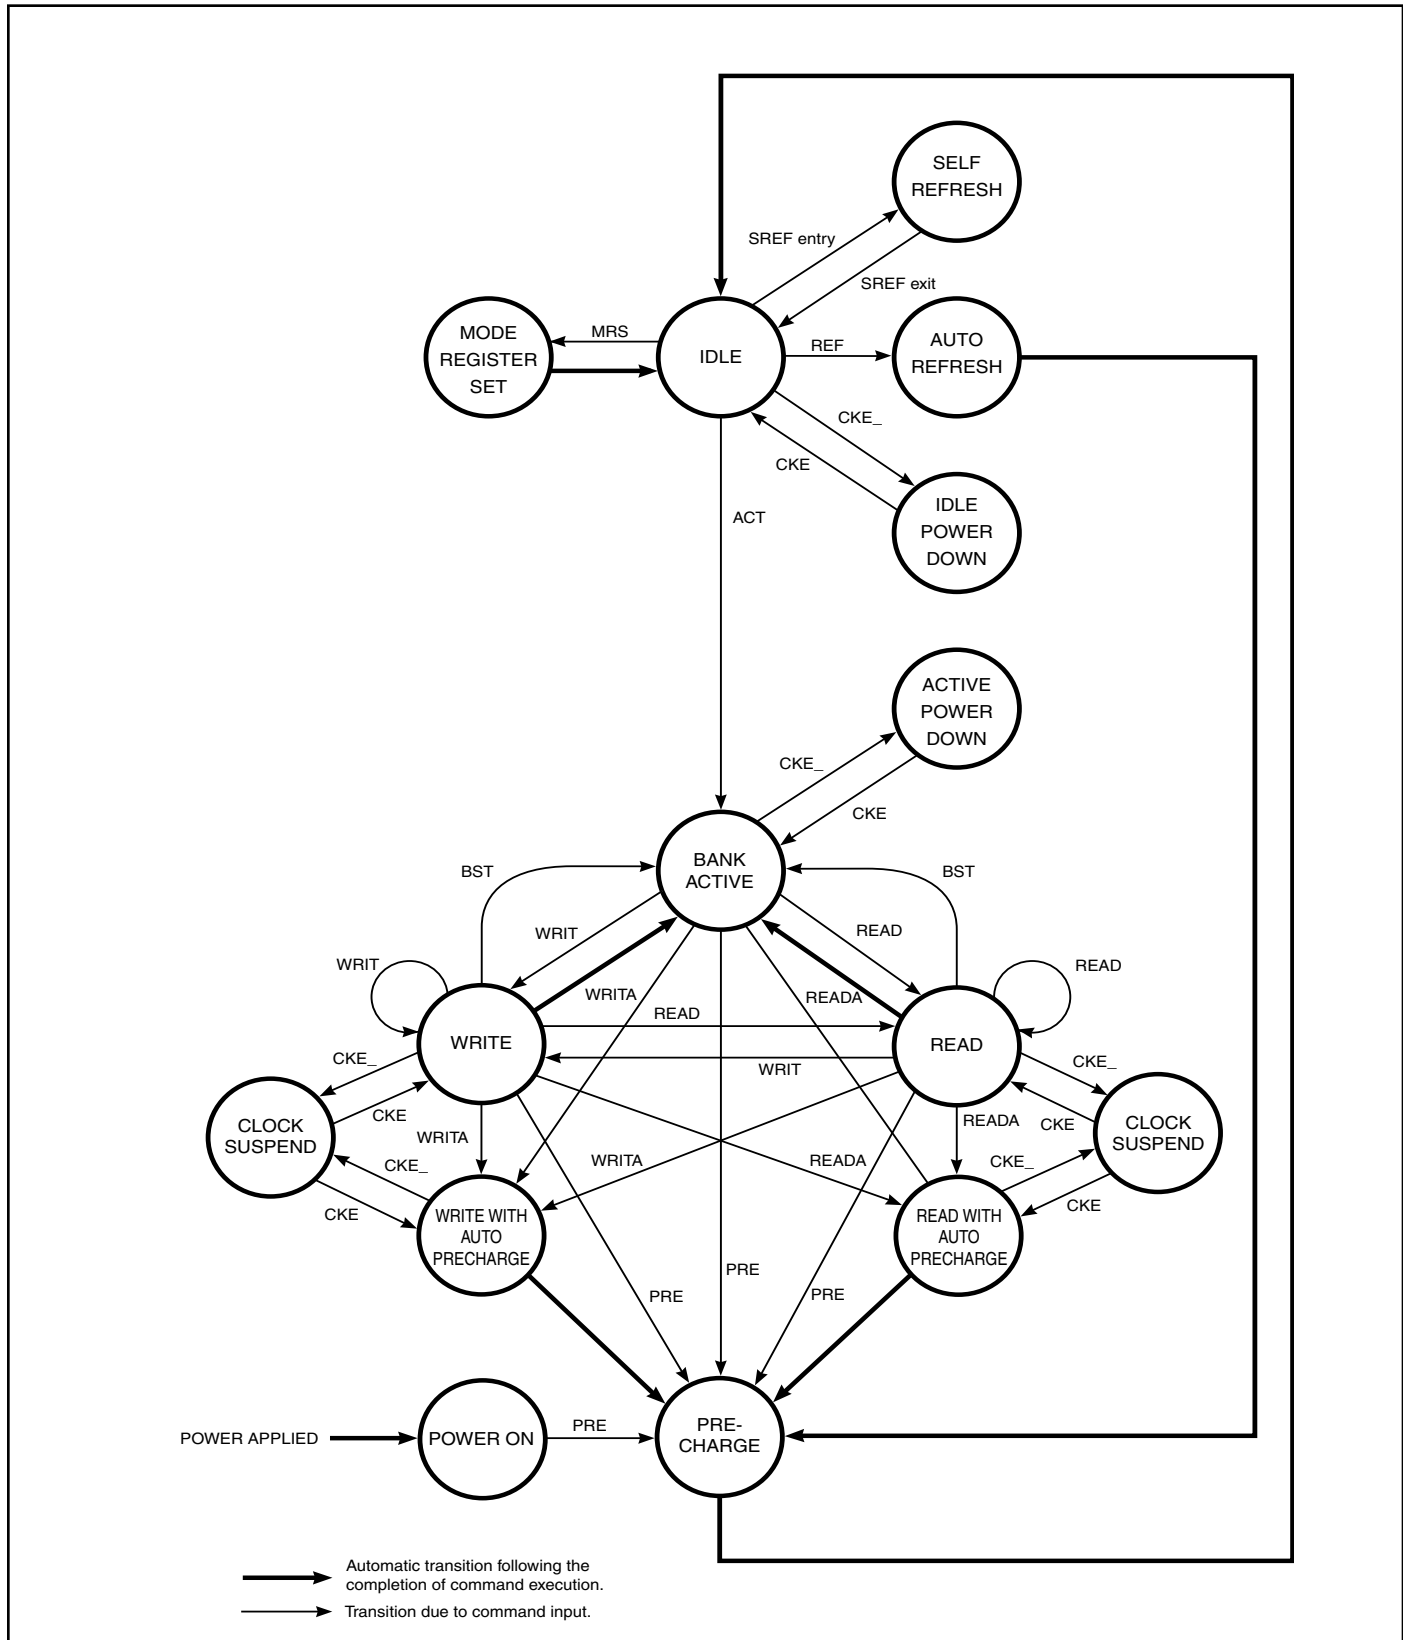 SELF
REFRESH
SREF entry
SREF exit
MODE
REGISTER
SET
MRS
IDLE
REF
AUTO
REFRESH
CKE_
CKE
IDLE
POWER
DOWN
ACT
ACTIVE
POWER
DOWN
CKE_
CKE
BANK
ACTIVE
BST
BST
WRIT
READ
WRIT
READ
WRITA
READA
READ
WRITE
READ
WRIT
CKE_
CKE_
CKE
CKE
CLOCK
SUSPEND
CLOCK
SUSPEND
WRITA
READA
CKE_
WRITA
READA
CKE_
CKE
CKE
WRITE WITH
AUTO
PRECHARGE
READ WITH
AUTO
PRECHARGE
PRE
PRE
PRE
POWER APPLIED
POWER ON
PRE
PRE-
CHARGE
Automatic transition following the
completion of command execution.
Transition due to command input.